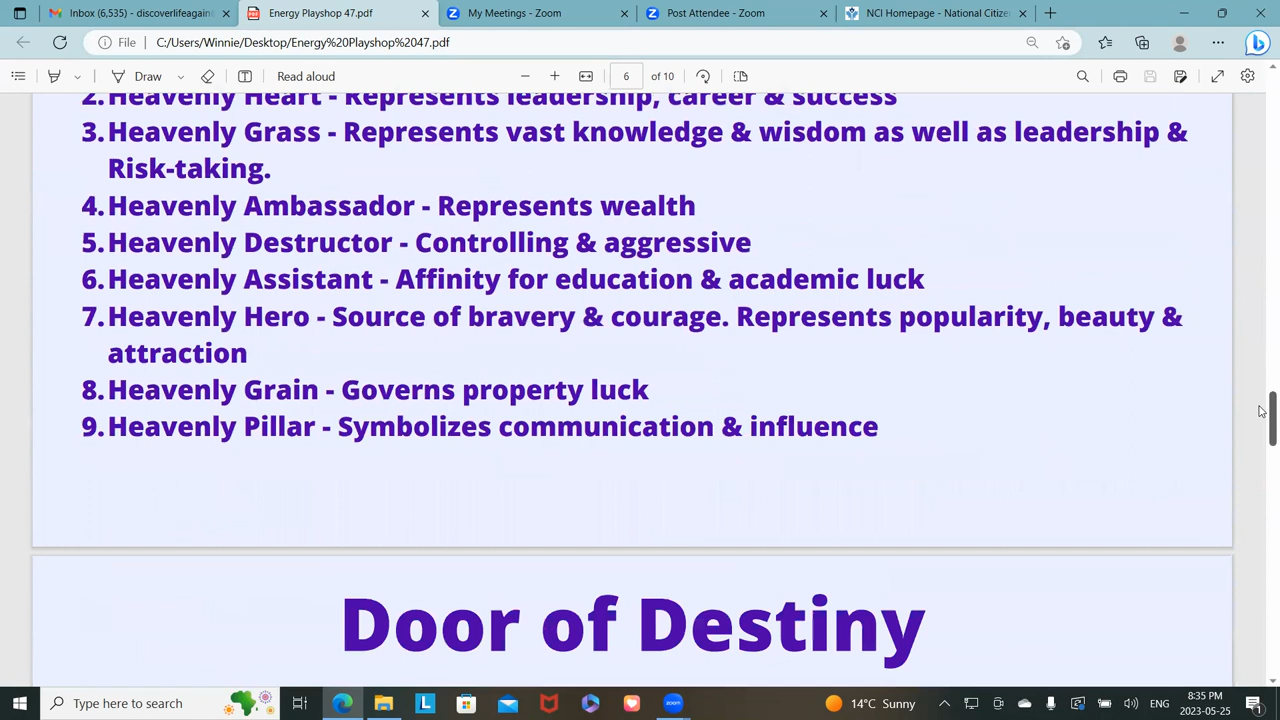 Inbox (6,535) - discoverlifeagain
Energy Playshop 47.pdf
My Meetings - Zoom
Post Attendee - Zoom
NCI Homepage - National Citize
File
C:/Users/Winnie/Desktop/Energy%20Playshop%2047.pdf
Draw
Read aloud
6 of 10
2. Heavenly Heart - Represents leadership, career & success
3. Heavenly Grass - Represents vast knowledge & wisdom as well as leadership &
Risk-taking.
4. Heavenly Ambassador - Represents wealth
5. Heavenly Destructor - Controlling & aggressive
6. Heavenly Assistant - Affinity for education & academic luck
7. Heavenly Hero - Source of bravery & courage. Represents popularity, beauty &
attraction
8. Heavenly Grain - Governs property luck
9. Heavenly Pillar - Symbolizes communication & influence
Door of Destiny
Type here to search
L
zoom
14°C Sunny
ENG
8:35 PM
2023-05-25
1